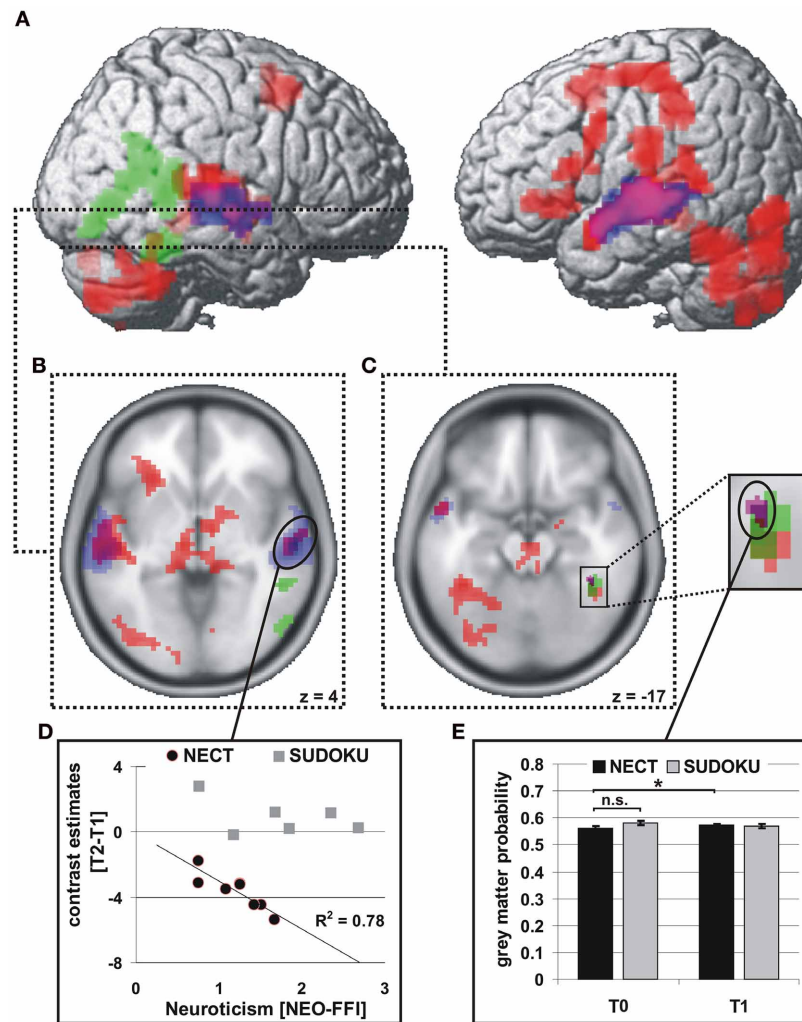 A
B
C
z = 4
z = -17
D
NECT SUDOKU
4
0
-4
-8
contrast estimates
[T2-T1]
R² = 0.78
0 1 2 3
Neuroticism [NEO-FFI]
E
NECT SUDOKU
0.8
0.7
0.6
0.5
0.4
0.3
0.2
0.1
0
grey matter probability
*
n.s.
T0 T1